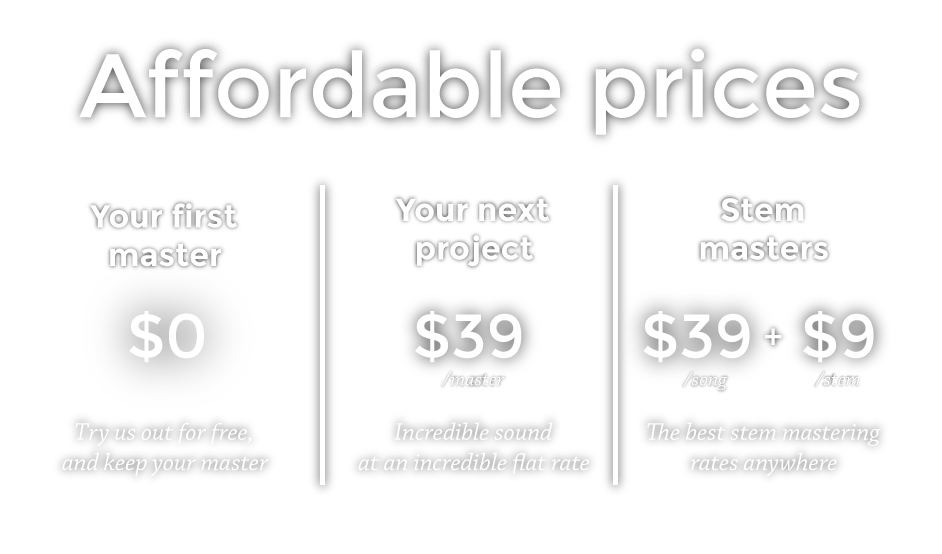 Affordable prices
Your first
master
$0
Try us out for free,
and keep your master
Your next
project
$39
/master
Incredible sound
at an incredible flat rate
Stem
masters
$39 + $9
/song /stem
The best stem mastering
rates anywhere